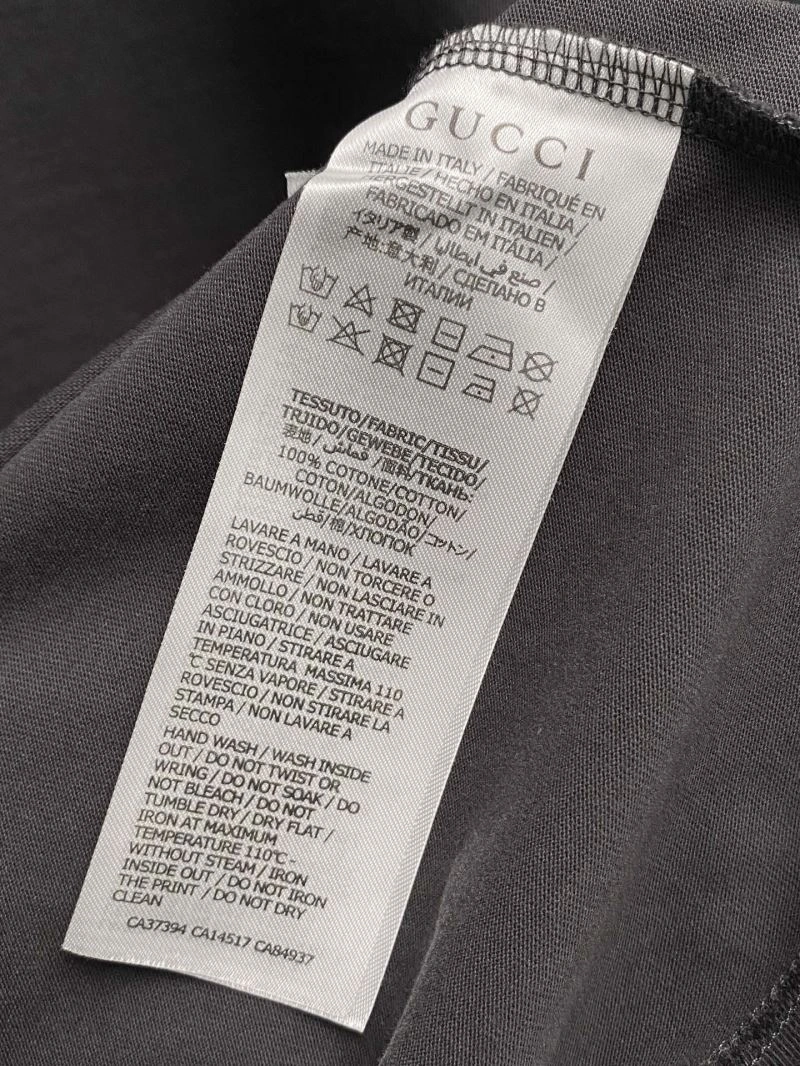 GUCCI
MADE IN ITALY / FABRIQUÉ EN
ITALIE / HECHO EN ITALIA /
HERGESTELLT IN ITALIEN /
FABRICADO EM ITÁLIA /
イタリア製 / صنع في ايطاليا /
产地:意大利 / СДЕЛАНО В
ИТАЛИИ
TESSUTO/FABRIC/TISSU/
TRJIDO/GEWEBE/TECIDO/
表地 / قماش / 面料/ТКАНЬ:
100% COTONE/COTTON/
COTON/ALGODON/
BAUMWOLLE/ALGODÃO/コットン/
قطن/棉/ХЛОПОК
LAVARE A MANO / LAVARE A
ROVESCIO / NON TORCERE O
STRIZZARE / NON LASCIARE IN
AMMOLLO / NON TRATTARE
CON CLORO / NON USARE
ASCIUGATRICE / ASCIUGARE
IN PIANO / STIRARE A
TEMPERATURA MASSIMA 110
℃ SENZA VAPORE / STIRARE A
ROVESCIO / NON STIRARE LA
STAMPA / NON LAVARE A
SECCO
HAND WASH / WASH INSIDE
OUT / DO NOT TWIST OR
WRING / DO NOT SOAK / DO
NOT BLEACH / DO NOT
TUMBLE DRY / DRY FLAT /
IRON AT MAXIMUM
TEMPERATURE 110℃ -
WITHOUT STEAM / IRON
INSIDE OUT / DO NOT IRON
THE PRINT / DO NOT DRY
CLEAN
CA37394 CA14517 CA84937